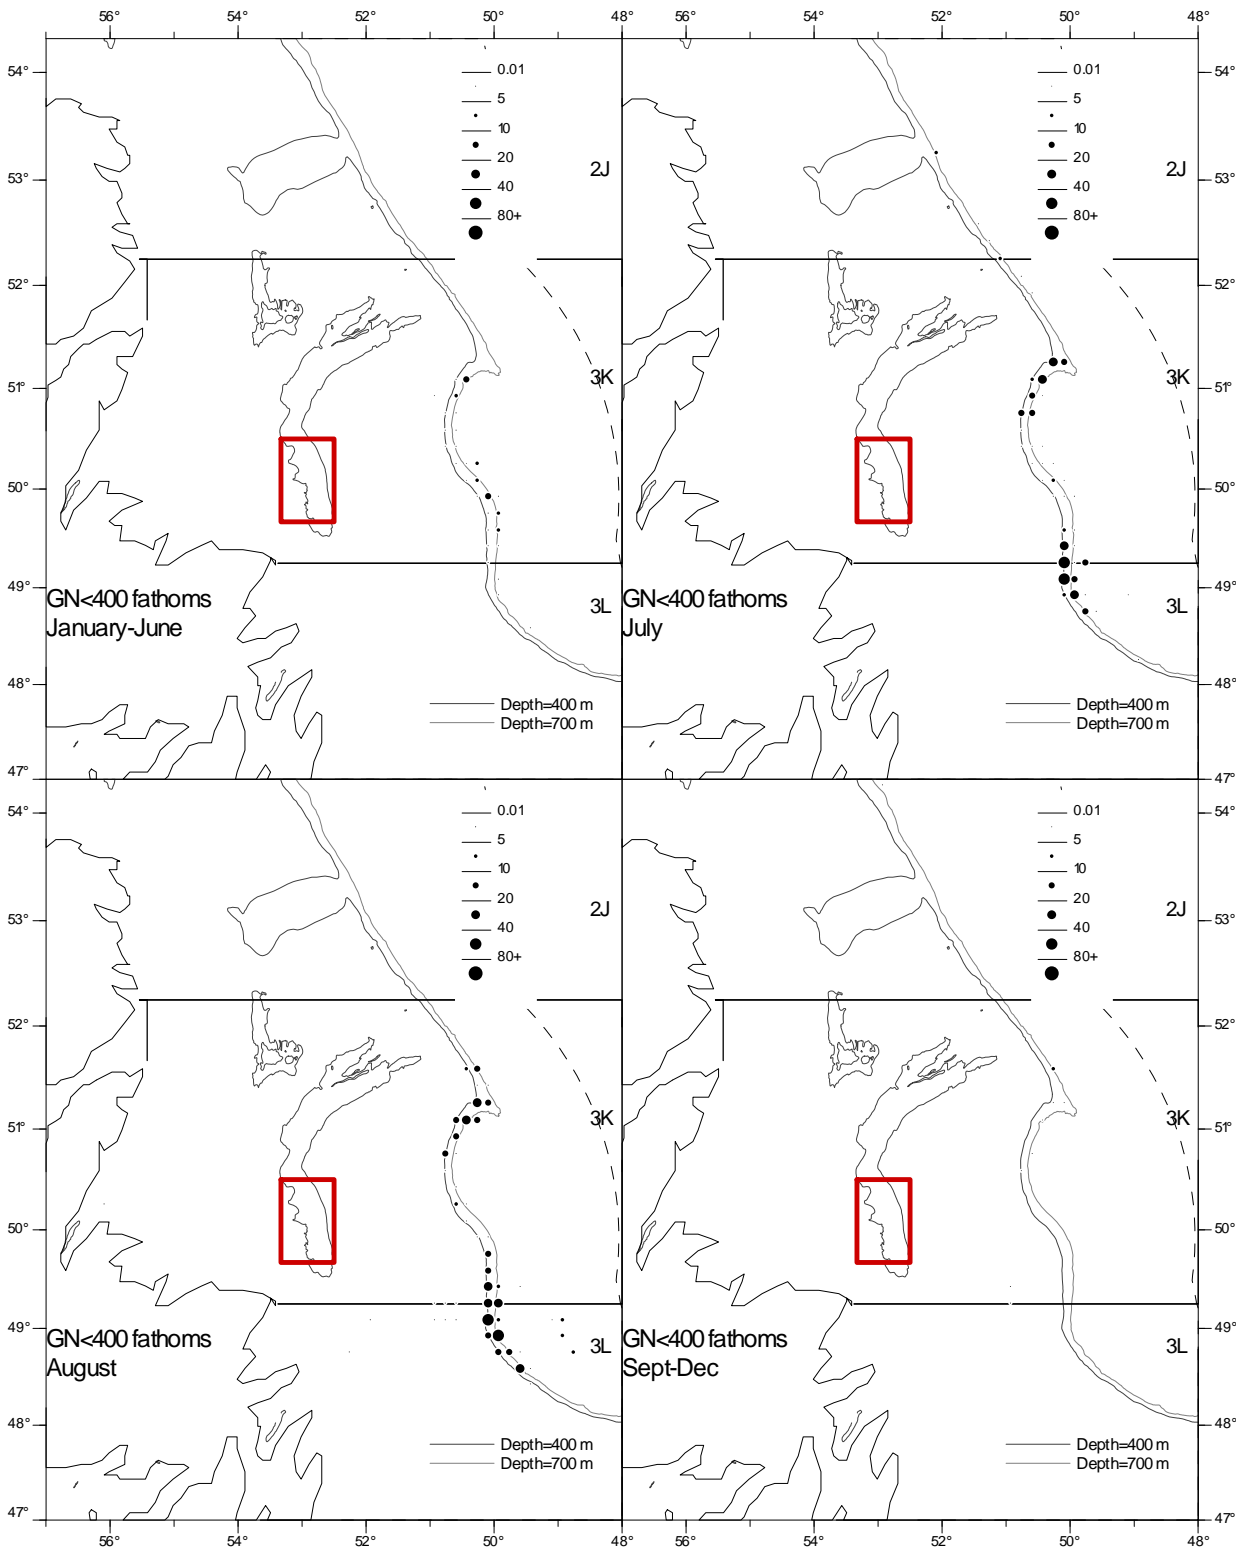 56° 54° 52° 50° 48° 56° 54° 52° 50° 48°
54° 0.01 0.01 54°
5 5
10 10
20 20
53° 2J 2J 53°
40 40
80+ 80+
52° 52°
51° 3K 3K 51°
50° 50°
49° 49°
GN<400 fathoms 3L GN<400 fathoms 3L
January-June July
48° 48°
Depth=400 m Depth=400 m
Depth=700 m Depth=700 m
47° 47°
54° 0.01 0.01 54°
5 5
10 10
20 20
53° 2J 2J 53°
40 40
80+ 80+
52° 52°
51° 3K 3K 51°
50° 50°
49° 49°
GN<400 fathoms 3L GN<400 fathoms 3L
August Sept-Dec
48° 48°
Depth=400 m Depth=400 m
Depth=700 m Depth=700 m
47° 47°
56° 54° 52° 50° 48° 56° 54° 52° 50° 48°